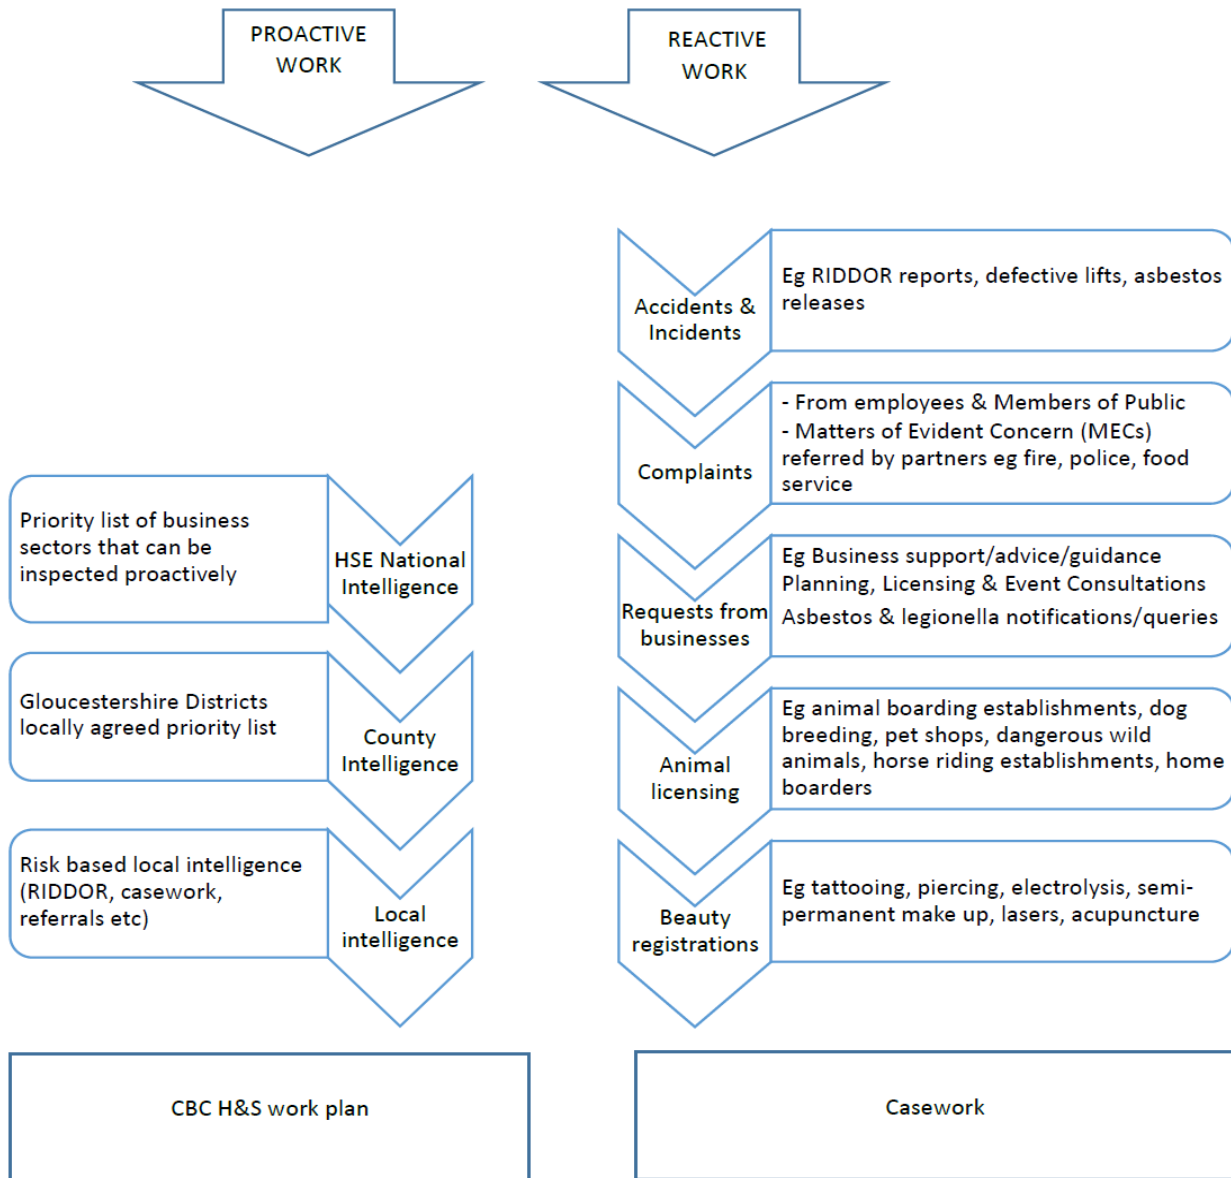 PROACTIVE
WORK
REACTIVE
WORK
Eg RIDDOR reports, defective lifts, asbestos
releases
Accidents &
Incidents
- From employees & Members of Public
- Matters of Evident Concern (MECs)
referred by partners eg fire, police, food
service
Complaints
Priority list of business
sectors that can be
inspected proactively
HSE National
Intelligence
Eg Business support/advice/guidance
Planning, Licensing & Event Consultations
Asbestos & legionella notifications/queries
Requests from
businesses
Gloucestershire Districts
locally agreed priority list
County
Intelligence
Eg animal boarding establishments, dog
breeding, pet shops, dangerous wild
animals, horse riding establishments, home
boarders
Animal
licensing
Risk based local intelligence
(RIDDOR, casework,
referrals etc)
Local
intelligence
Eg tattooing, piercing, electrolysis, semi-
permanent make up, lasers, acupuncture
Beauty
registrations
CBC H&S work plan
Casework